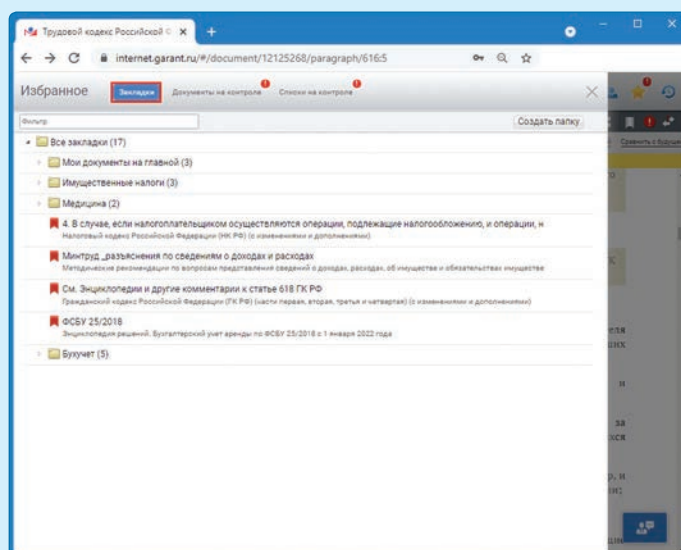 Трудовой кодекс Российской С
internet.garant.ru/#/document/12125268/paragraph/616:5
Избранное Закладки Документы на контроле Списки на контроле
Фильтр Создать папку
Сравнить с будуще
Все закладки (17)
Мои документы на главной (3)
Имущественные налоги (3)
Медицина (2)
4. В случае, если налогоплательщиком осуществляются операции, подлежащие налогообложению, и операции, н
Налоговый кодекс Российской Федерации (НК РФ) (с изменениями и дополнениями)
Минтруд _разъяснения по сведениям о доходах и расходах
Методические рекомендации по вопросам представления сведений о доходах, расходах, об имуществе и обязательствах имуществе
См. Энциклопедии и другие комментарии к статье 618 ГК РФ
Гражданский кодекс Российской Федерации (ГК РФ) (части первая, вторая, третья и четвертая) (с изменениями и дополнениями)
ФСБУ 25/2018
Энциклопедия решений. Бухгалтерский учет аренды по ФСБУ 25/2018 с 1 января 2022 года
Бухучет (5)
еля
и
за
р, и